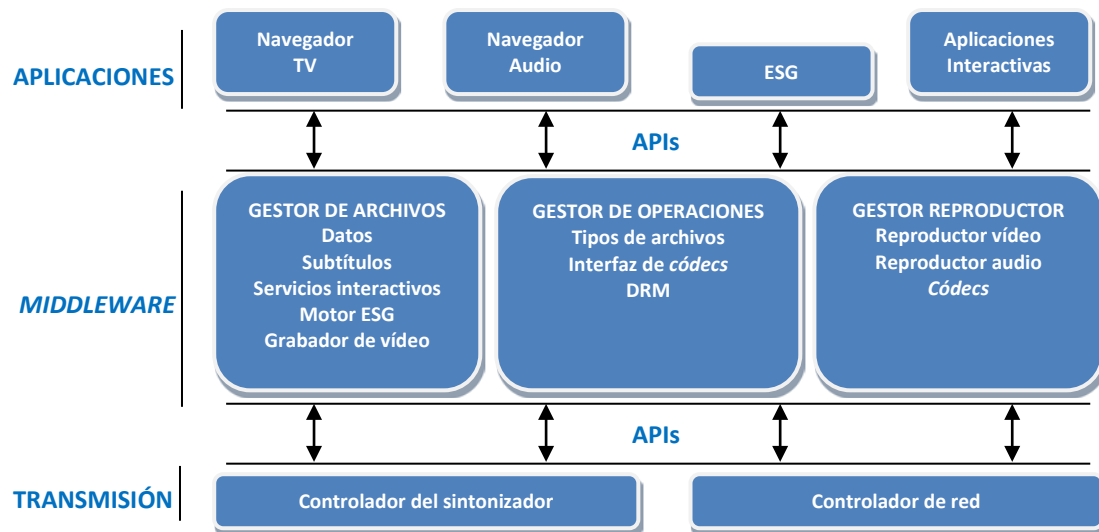 APLICACIONES
Navegador
TV
Navegador
Audio
ESG
Aplicaciones
Interactivas
APIs
MIDDLEWARE
GESTOR DE ARCHIVOS
Datos
Subtítulos
Servicios interactivos
Motor ESG
Grabador de vídeo
GESTOR DE OPERACIONES
Tipos de archivos
Interfaz de códecs
DRM
GESTOR REPRODUCTOR
Reproductor vídeo
Reproductor audio
Códecs
APIs
TRANSMISIÓN
Controlador del sintonizador
Controlador de red